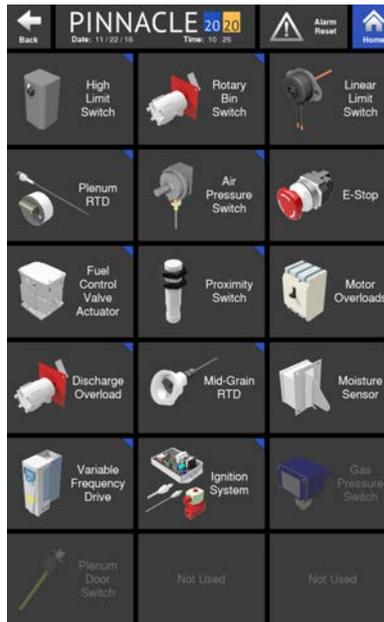 Back
PINNACLE 20 20
Date: 11/22/16 Time: 10:26
Alarm
Reset
Home
High
Limit
Switch
Rotary
Bin
Switch
Linear
Limit
Switch
Plenum
RTD
Air
Pressure
Switch
E-Stop
Fuel
Control
Valve
Actuator
Proximity
Switch
Motor
Overloads
Discharge
Overload
Mid-Grain
RTD
Moisture
Sensor
Variable
Frequency
Drive
Ignition
System
Gas
Pressure
Switch
Plenum
Door
Switch
Not Used
Not Used